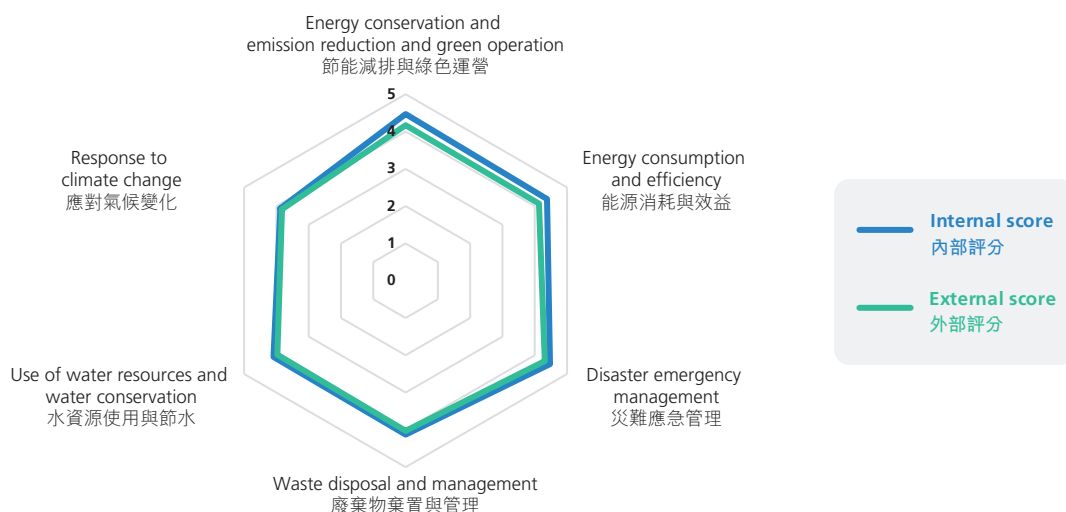 Energy conservation and
emission reduction and green operation
節能減排與綠色運營
5
4
3
2
1
0
Energy consumption
and efficiency
能源消耗與效益
Disaster emergency
management
災難應急管理
Waste disposal and management
廢棄物棄置與管理
Use of water resources and
water conservation
水資源使用與節水
Response to
climate change
應對氣候變化
Internal score
內部評分
External score
外部評分